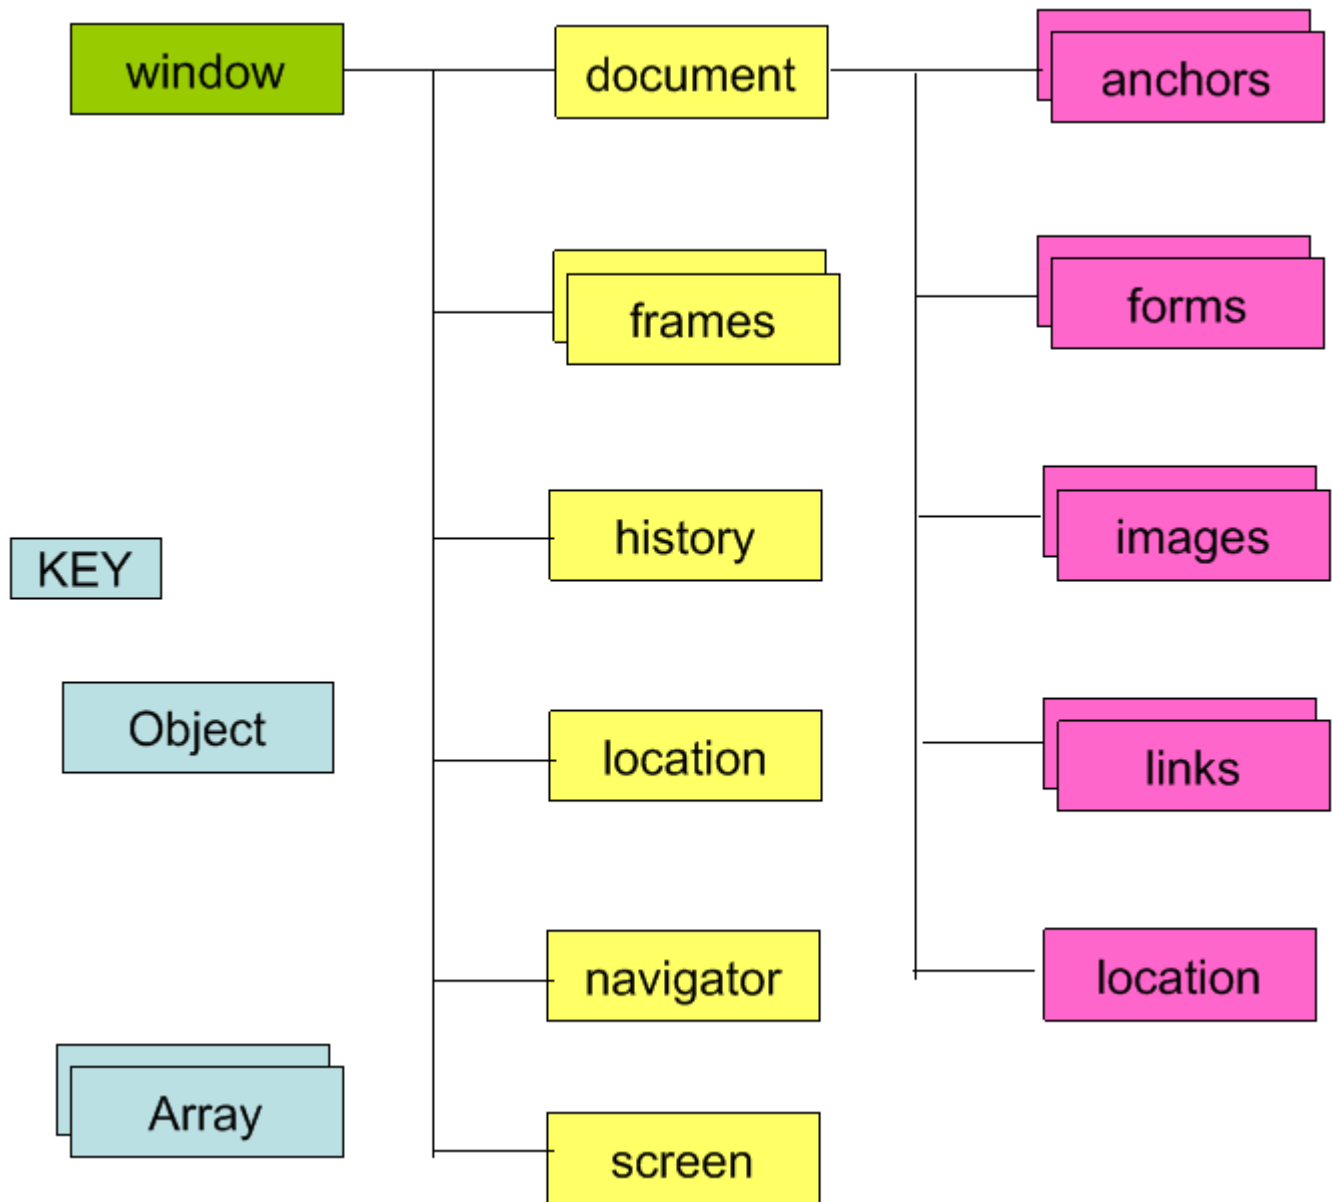 window
document
anchors
frames
forms
history
images
KEY
Object
location
links
navigator
location
Array
screen